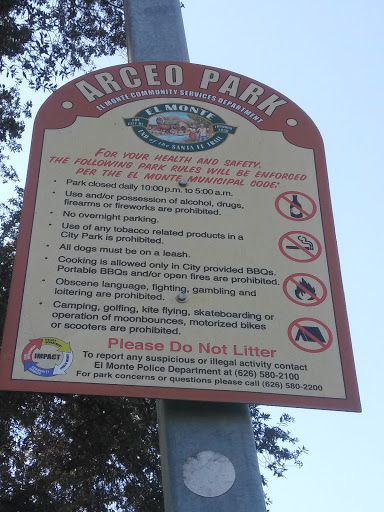 ARCEO PARK
EL MONTE COMMUNITY SERVICES DEPARTMENT
EL MONTE
END of the SANTA FE TRAIL
FOR YOUR HEALTH AND SAFETY,
THE FOLLOWING PARK RULES WILL BE ENFORCED
PER THE EL MONTE MUNICIPAL CODE:
• Park closed daily 10:00 p.m. to 5:00 a.m.
• Use and/or possession of alcohol, drugs,
firearms or fireworks are prohibited.
• No overnight parking.
• Use of any tobacco related products in a
City Park is prohibited.
• All dogs must be on a leash.
• Cooking is allowed only in City provided BBQs.
Portable BBQs and/or open fires are prohibited.
• Obscene language, fighting, gambling and
loitering are prohibited.
• Camping, golfing, kite flying, skateboarding or
operation of moonbounces, motorized bikes
or scooters are prohibited.
Please Do Not Litter
IMPACT
To report any suspicious or illegal activity contact
El Monte Police Department at (626) 580-2100
For park concerns or questions please call (626) 580-2200